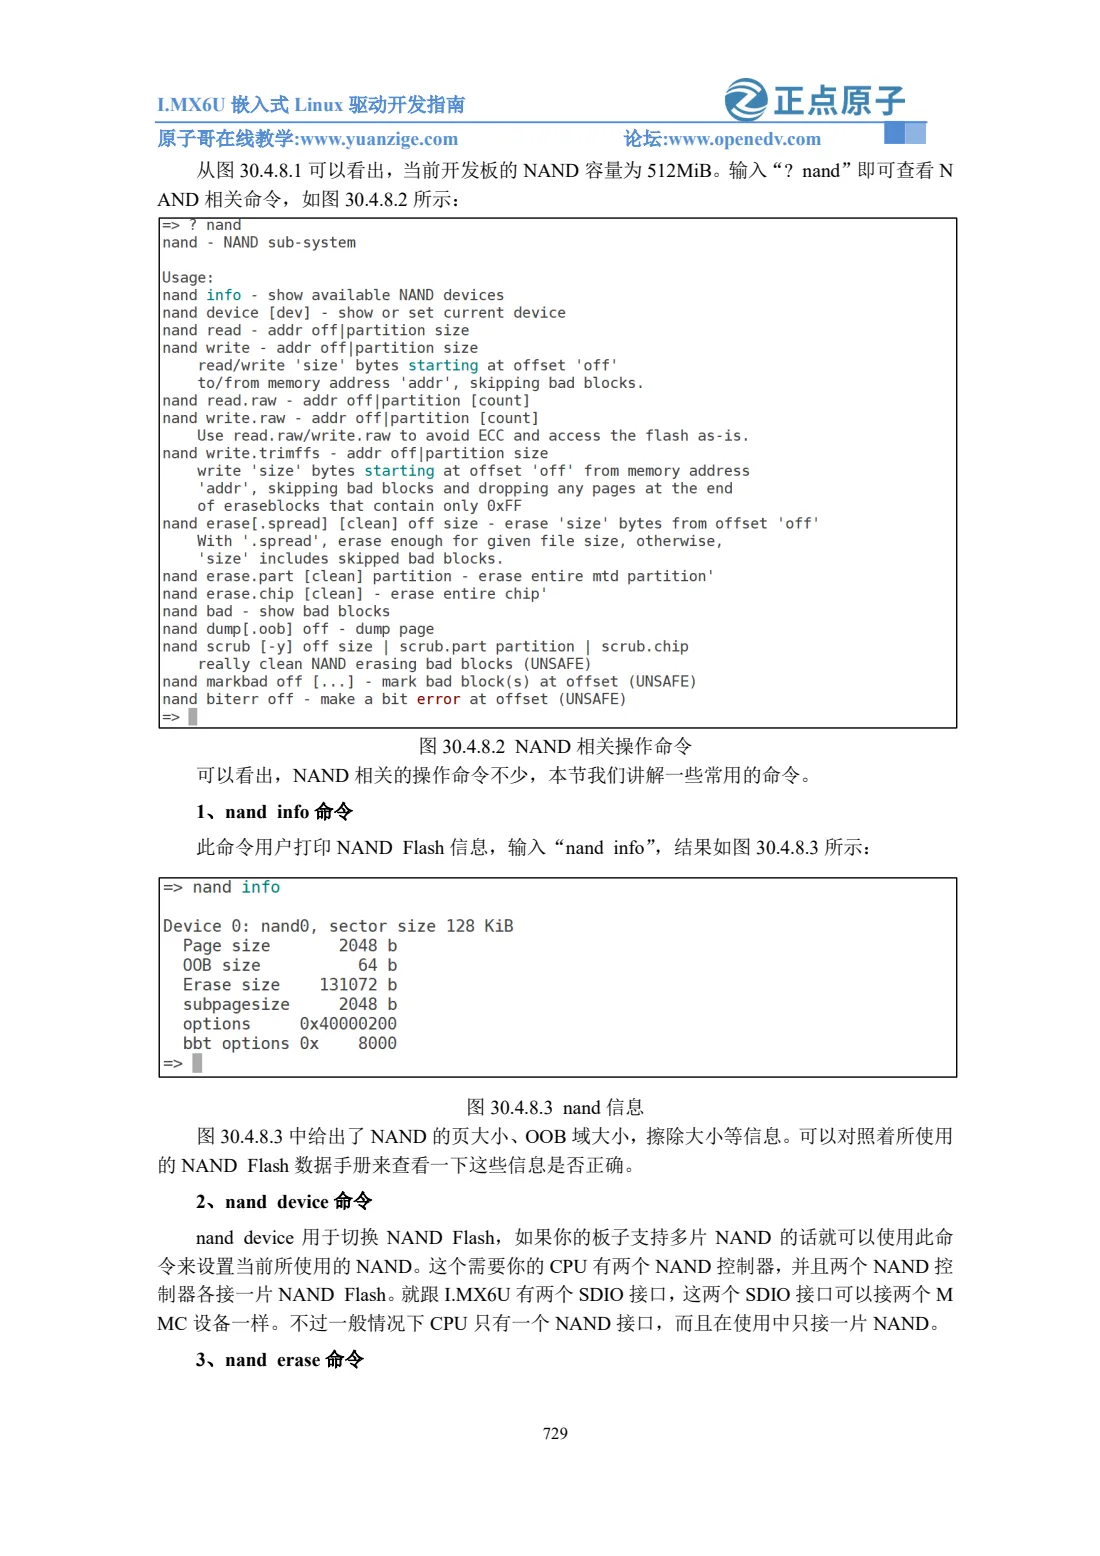 I.MX6U 嵌入式 Linux 驱动开发指南
正点原子
原子哥在线教学:www.yuanzige.com 论坛:www.openedv.com
从图 30.4.8.1 可以看出，当前开发板的 NAND 容量为 512MiB。输入“? nand”即可查看 N
AND 相关命令，如图 30.4.8.2 所示：
=> ? nand
nand - NAND sub-system
Usage:
nand info - show available NAND devices
nand device [dev] - show or set current device
nand read - addr off|partition size
nand write - addr off|partition size
    read/write 'size' bytes starting at offset 'off'
    to/from memory address 'addr', skipping bad blocks.
nand read.raw - addr off|partition [count]
nand write.raw - addr off|partition [count]
    Use read.raw/write.raw to avoid ECC and access the flash as-is.
nand write.trimffs - addr off|partition size
    write 'size' bytes starting at offset 'off' from memory address
    'addr', skipping bad blocks and dropping any pages at the end
    of eraseblocks that contain only 0xFF
nand erase[.spread] [clean] off size - erase 'size' bytes from offset 'off'
    With '.spread', erase enough for given file size, otherwise,
    'size' includes skipped bad blocks.
nand erase.part [clean] partition - erase entire mtd partition'
nand erase.chip [clean] - erase entire chip'
nand bad - show bad blocks
nand dump[.oob] off - dump page
nand scrub [-y] off size | scrub.part partition | scrub.chip
    really clean NAND erasing bad blocks (UNSAFE)
nand markbad off [...] - mark bad block(s) at offset (UNSAFE)
nand biterr off - make a bit error at offset (UNSAFE)
=>
图 30.4.8.2 NAND 相关操作命令
可以看出，NAND 相关的操作命令不少，本节我们讲解一些常用的命令。
1、nand info 命令
此命令用户打印 NAND Flash 信息，输入“nand info”，结果如图 30.4.8.3 所示：
=> nand info
Device 0: nand0, sector size 128 KiB
  Page size       2048 b
  OOB size          64 b
  Erase size    131072 b
  subpagesize     2048 b
  options     0x40000200
  bbt options 0x    8000
=>
图 30.4.8.3 nand 信息
图 30.4.8.3 中给出了 NAND 的页大小、OOB 域大小，擦除大小等信息。可以对照着所使用
的 NAND Flash 数据手册来查看一下这些信息是否正确。
2、nand device 命令
nand device 用于切换 NAND Flash，如果你的板子支持多片 NAND 的话就可以使用此命
令来设置当前所使用的 NAND。这个需要你的 CPU 有两个 NAND 控制器，并且两个 NAND 控
制器各接一片 NAND Flash。就跟 I.MX6U 有两个 SDIO 接口，这两个 SDIO 接口可以接两个 M
MC 设备一样。不过一般情况下 CPU 只有一个 NAND 接口，而且在使用中只接一片 NAND。
3、nand erase 命令
729